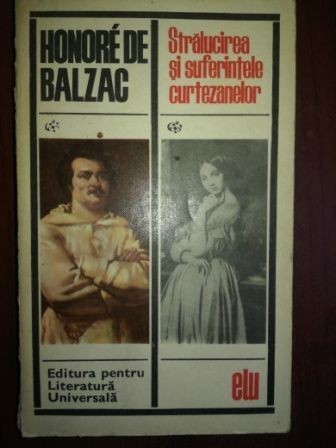 HONORÉ DE
BALZAC
Strălucirea
și suferințele
curtezanelor
Editura pentru
Literatură
Universală
elu